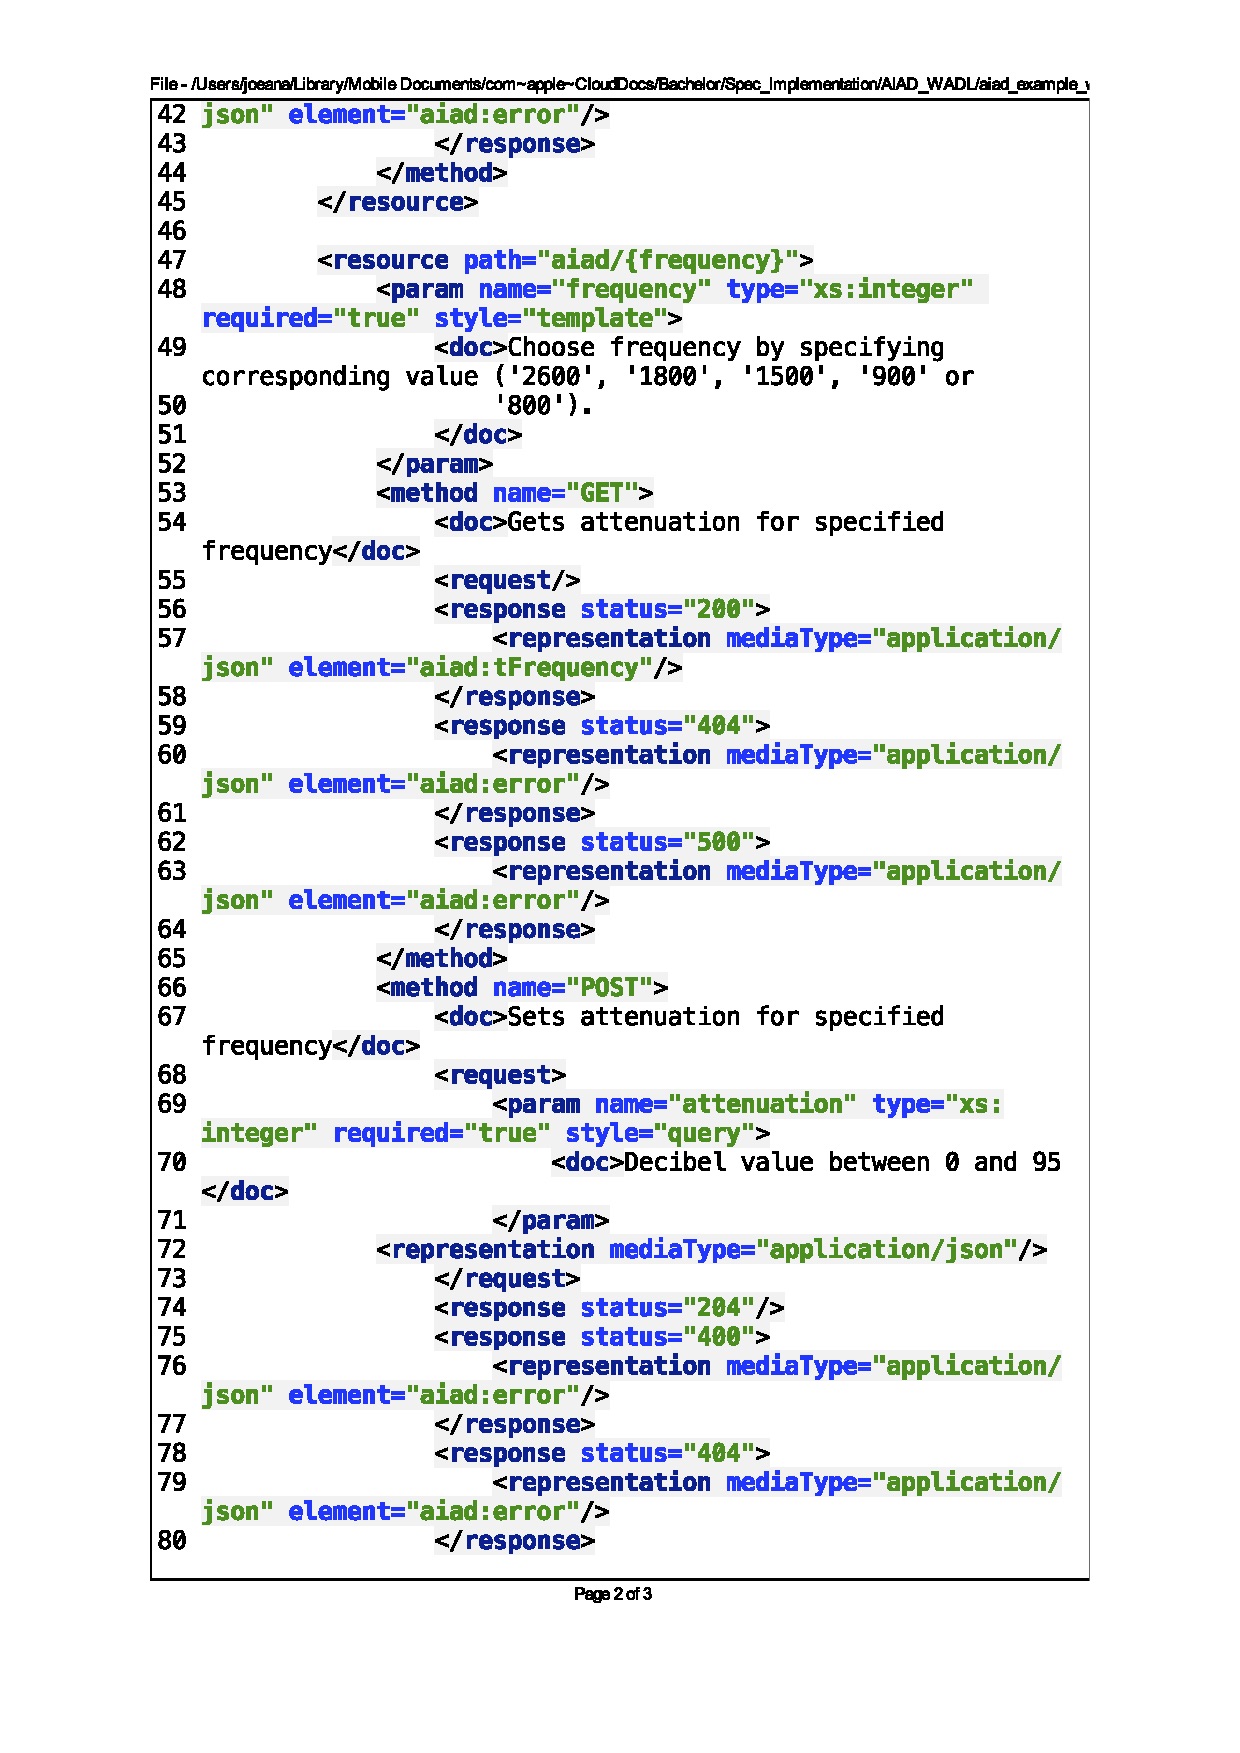 File - /Users/joeana/Library/Mobile Documents/com~apple~CloudDocs/Bachelor/Spec_Implementation/AIAD_WADL/aiad_example_
42 json" element="aiad:error"/>
43                 </response>
44             </method>
45         </resource>
46
47         <resource path="aiad/{frequency}">
48             <param name="frequency" type="xs:integer"
required="true" style="template">
49                 <doc>Choose frequency by specifying
corresponding value ('2600', '1800', '1500', '900' or
50                     '800').
51                 </doc>
52             </param>
53             <method name="GET">
54                 <doc>Gets attenuation for specified
frequency</doc>
55                 <request/>
56                 <response status="200">
57                     <representation mediaType="application/
json" element="aiad:tFrequency"/>
58                 </response>
59                 <response status="404">
60                     <representation mediaType="application/
json" element="aiad:error"/>
61                 </response>
62                 <response status="500">
63                     <representation mediaType="application/
json" element="aiad:error"/>
64                 </response>
65             </method>
66             <method name="POST">
67                 <doc>Sets attenuation for specified
frequency</doc>
68                 <request>
69                     <param name="attenuation" type="xs:
integer" required="true" style="query">
70                         <doc>Decibel value between 0 and 95
</doc>
71                     </param>
72             <representation mediaType="application/json"/>
73                 </request>
74                 <response status="204"/>
75                 <response status="400">
76                     <representation mediaType="application/
json" element="aiad:error"/>
77                 </response>
78                 <response status="404">
79                     <representation mediaType="application/
json" element="aiad:error"/>
80                 </response>
Page 2 of 3